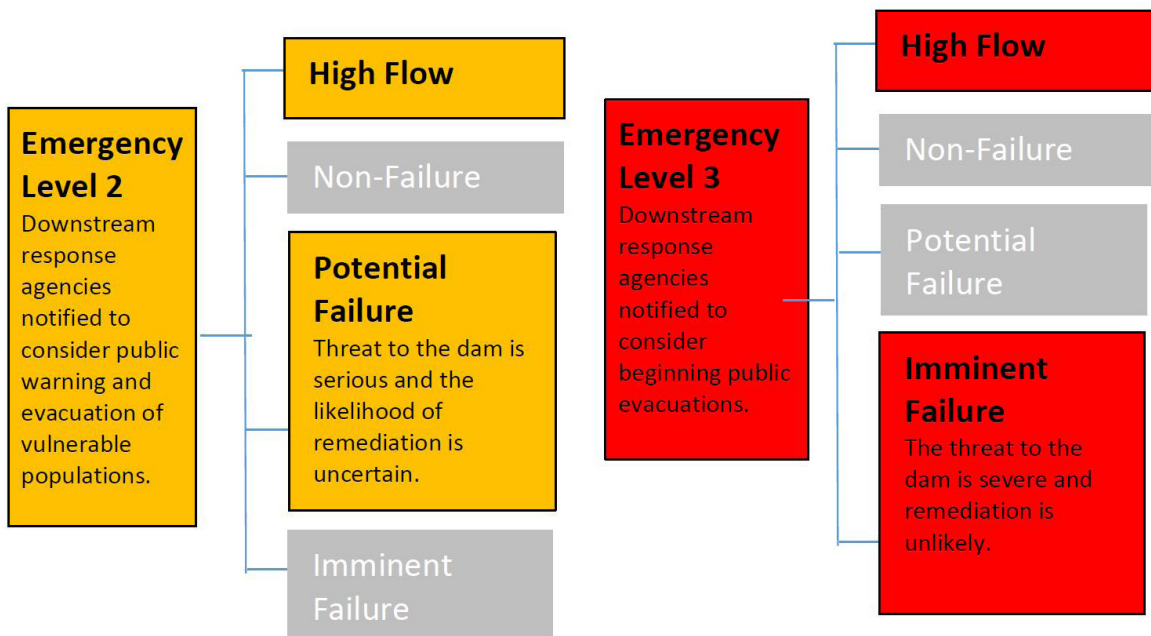 Emergency
Level 2
Downstream
response
agencies
notified to
consider public
warning and
evacuation of
vulnerable
populations.
High Flow
Non-Failure
Potential
Failure
Threat to the dam is
serious and the
likelihood of
remediation is
uncertain.
Imminent
Failure
Emergency
Level 3
Downstream
response
agencies
notified to
consider
beginning public
evacuations.
High Flow
Non-Failure
Potential
Failure
Imminent
Failure
The threat to the
dam is severe and
remediation is
unlikely.